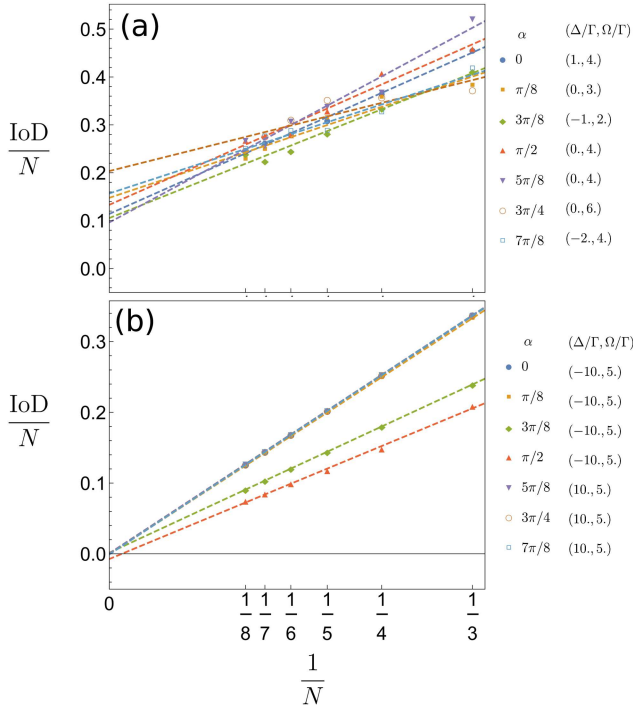 (a)
0.5
0.4
0.3
0.2
0.1
0.0
IoD
N
α (Δ/Γ, Ω/Γ)
0 (1., 4.)
π/8 (0., 3.)
3π/8 (−1., 2.)
π/2 (0., 4.)
5π/8 (0., 4.)
3π/4 (0., 6.)
7π/8 (−2., 4.)
(b)
0.3
0.2
0.1
0.0
IoD
N
α (Δ/Γ, Ω/Γ)
0 (−10., 5.)
π/8 (−10., 5.)
3π/8 (−10., 5.)
π/2 (−10., 5.)
5π/8 (10., 5.)
3π/4 (10., 5.)
7π/8 (10., 5.)
0 1 1 1 1 1 1
8 7 6 5 4 3
1
N